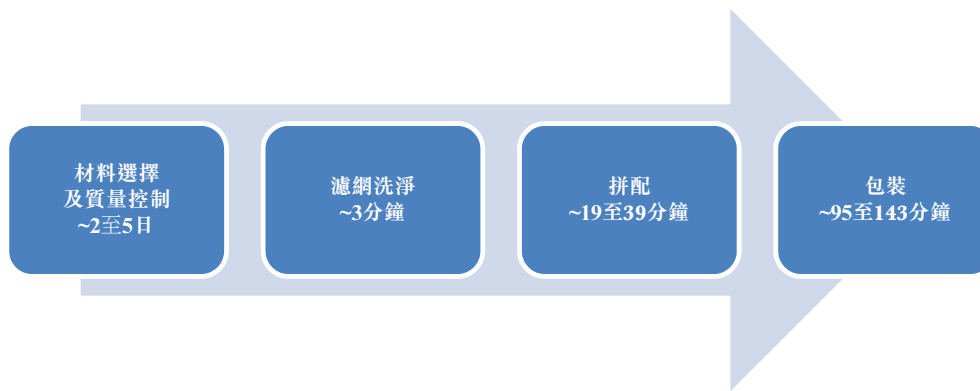 材料選擇
及質量控制
~2至5日
濾網洗淨
~3分鐘
拼配
~19至39分鐘
包裝
~95至143分鐘